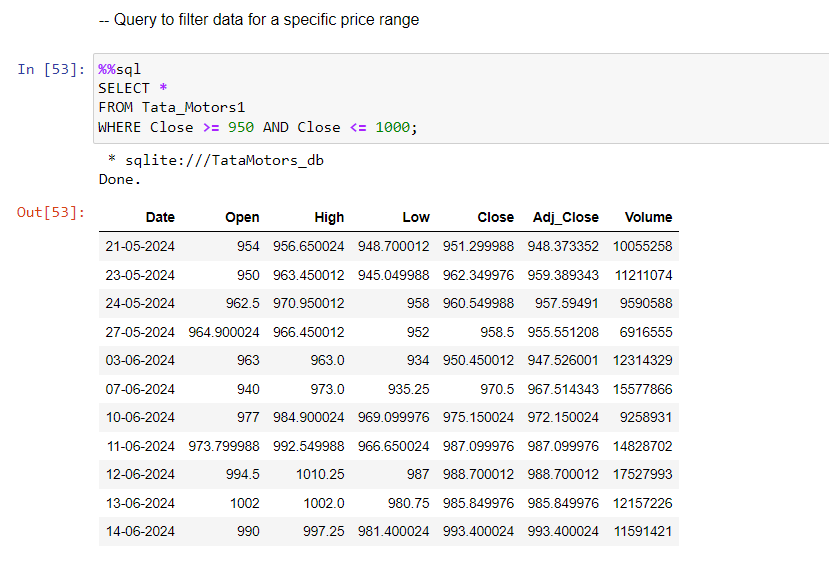 -- Query to filter data for a specific price range
In [53]: %%sql
SELECT *
FROM Tata_Motors1
WHERE Close >= 950 AND Close <= 1000;
* sqlite:///TataMotors_db
Done.
Out[53]:
Date Open High Low Close Adj_Close Volume
21-05-2024 954 956.650024 948.700012 951.299988 948.373352 10055258
23-05-2024 950 963.450012 945.049988 962.349976 959.389343 11211074
24-05-2024 962.5 970.950012 958 960.549988 957.59491 9590588
27-05-2024 964.900024 966.450012 952 958.5 955.551208 6916555
03-06-2024 963 963.0 934 950.450012 947.526001 12314329
07-06-2024 940 973.0 935.25 970.5 967.514343 15577866
10-06-2024 977 984.900024 969.099976 975.150024 972.150024 9258931
11-06-2024 973.799988 992.549988 966.650024 987.099976 987.099976 14828702
12-06-2024 994.5 1010.25 987 988.700012 988.700012 17527993
13-06-2024 1002 1002.0 980.75 985.849976 985.849976 12157226
14-06-2024 990 997.25 981.400024 993.400024 993.400024 11591421